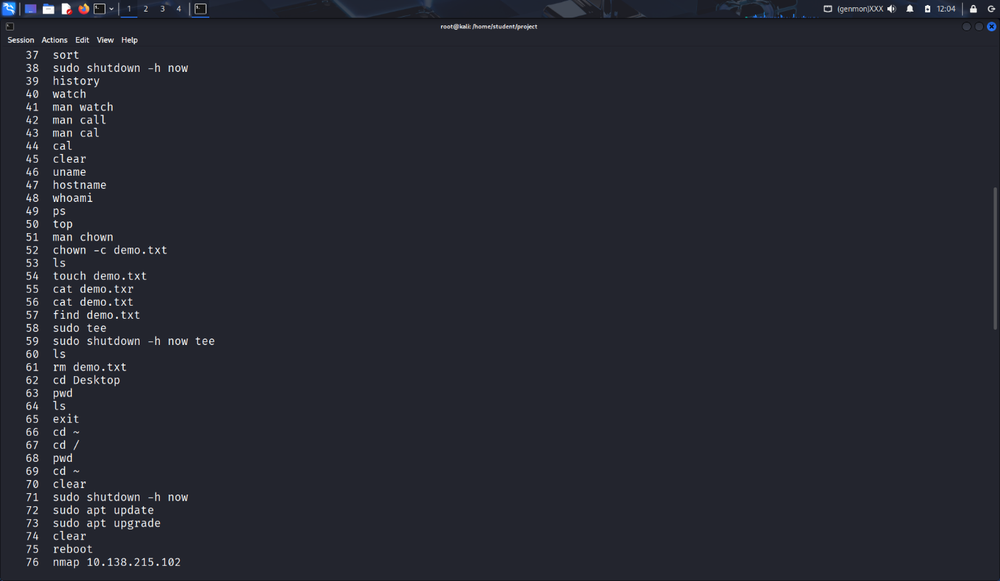 1 2 3 4 (genmon)XXX 12:04
root@kali: /home/student/project
Session Actions Edit View Help
37 sort
38 sudo shutdown -h now
39 history
40 watch
41 man watch
42 man call
43 man cal
44 cal
45 clear
46 uname
47 hostname
48 whoami
49 ps
50 top
51 man chown
52 chown -c demo.txt
53 ls
54 touch demo.txt
55 cat demo.txr
56 cat demo.txt
57 find demo.txt
58 sudo tee
59 sudo shutdown -h now tee
60 ls
61 rm demo.txt
62 cd Desktop
63 pwd
64 ls
65 exit
66 cd ~
67 cd /
68 pwd
69 cd ~
70 clear
71 sudo shutdown -h now
72 sudo apt update
73 sudo apt upgrade
74 clear
75 reboot
76 nmap 10.138.215.102